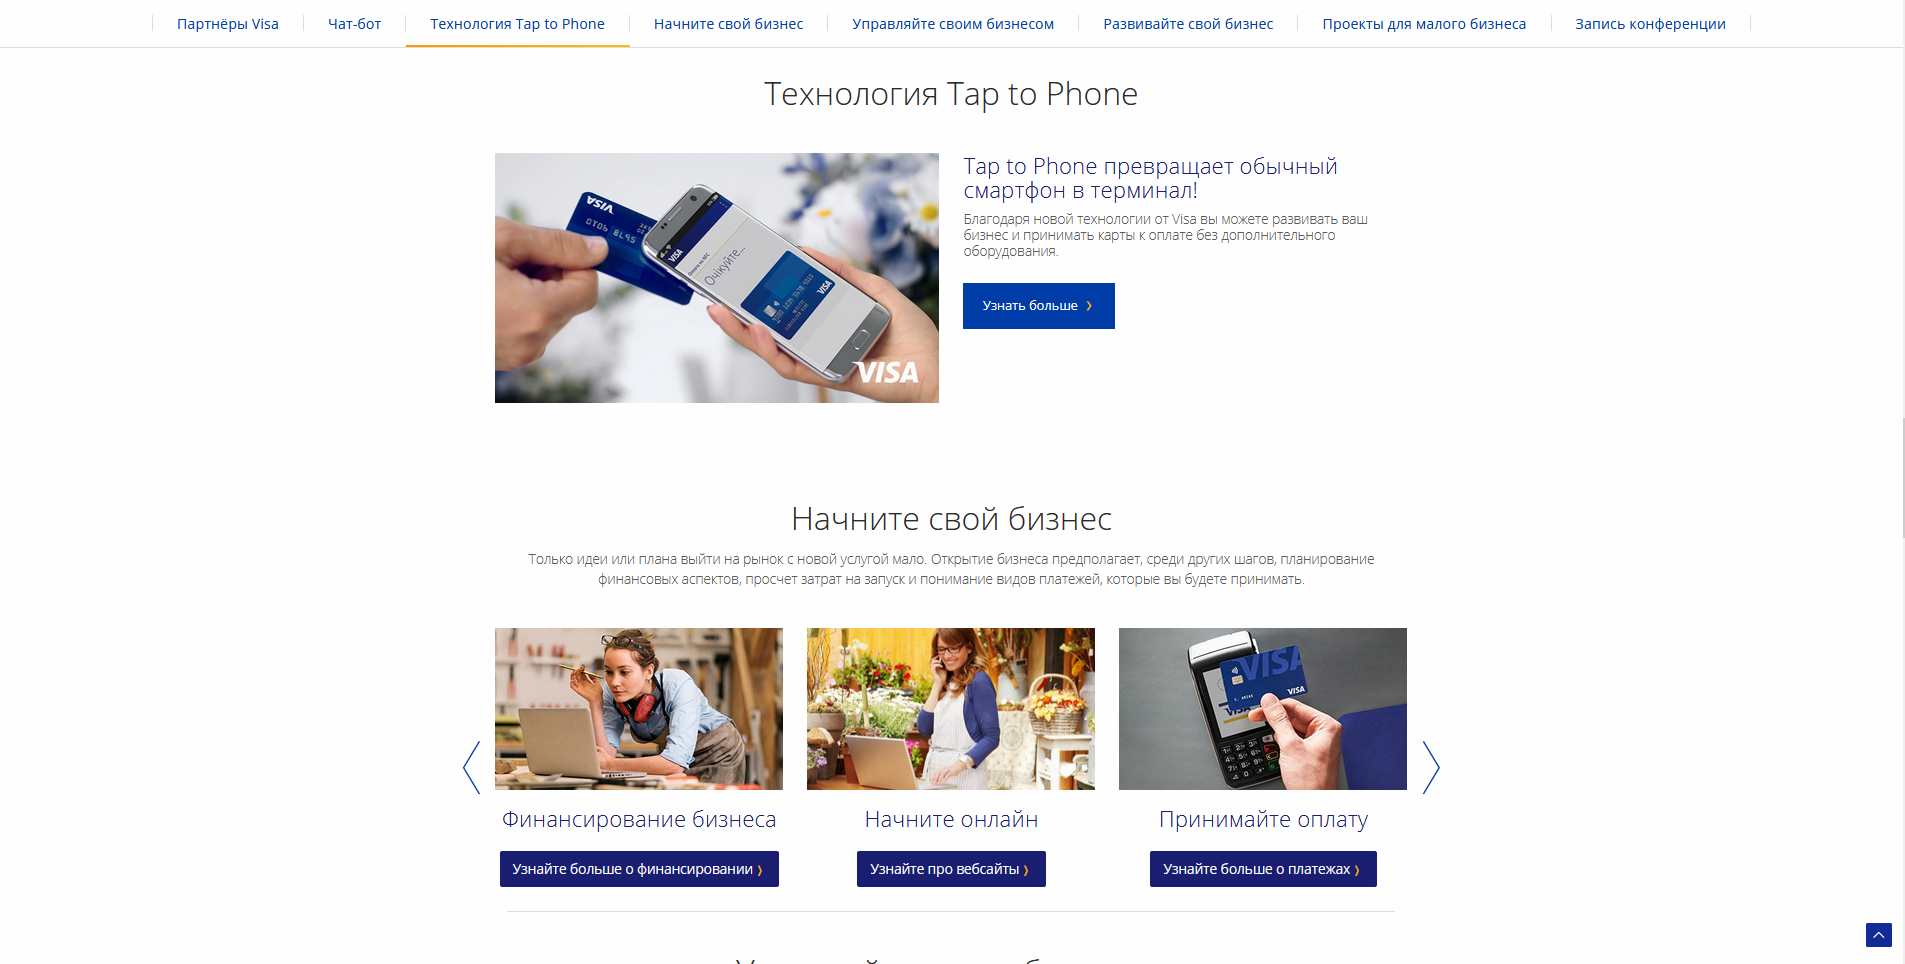 Партнёры Visa
Чат-бот
Технология Tap to Phone
Начните свой бизнес
Управляйте своим бизнесом
Развивайте свой бизнес
Проекты для малого бизнеса
Запись конференции
Технология Tap to Phone
VISA
VISA
Очікуйте...
VISA
VISA
Tap to Phone превращает обычный
смартфон в терминал!
Благодаря новой технологии от Visa вы можете развивать ваш
бизнес и принимать карты к оплате без дополнительного
оборудования.
Узнать больше
Начните свой бизнес
Только идеи или плана выйти на рынок с новой услугой мало. Открытие бизнеса предполагает, среди других шагов, планирование
финансовых аспектов, просчет затрат на запуск и понимание видов платежей, которые вы будете принимать.
VISA
VISA
Финансирование бизнеса
Начните онлайн
Принимайте оплату
Узнайте больше о финансировании
Узнайте про вебсайты
Узнайте больше о платежах